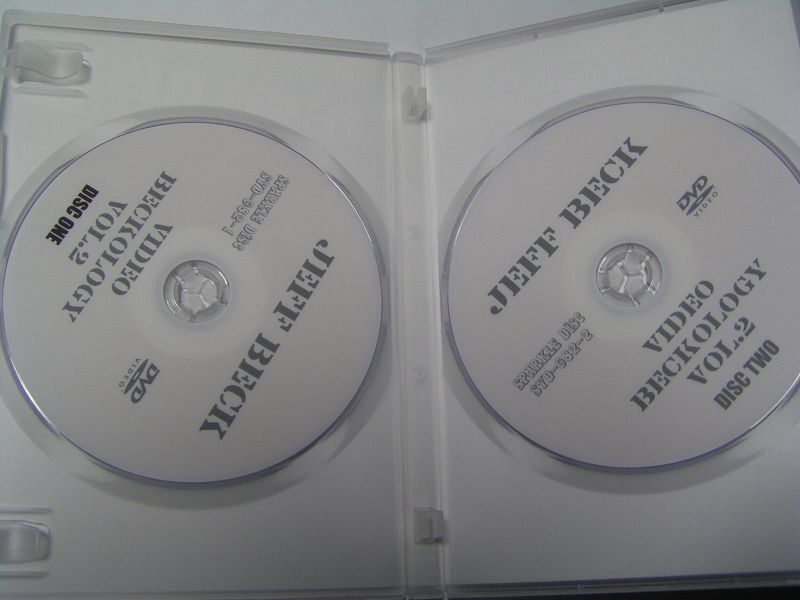 JEFF BECK
SPARKLE DISC
SVD-082-1
VIDEO
BECKOLOGY
VOL.2
DISC ONE
DVD
VIDEO
JEFF BECK
DVD
VIDEO
SPARKLE DISC
SVD-082-2
VIDEO
BECKOLOGY
VOL.2
DISC TWO